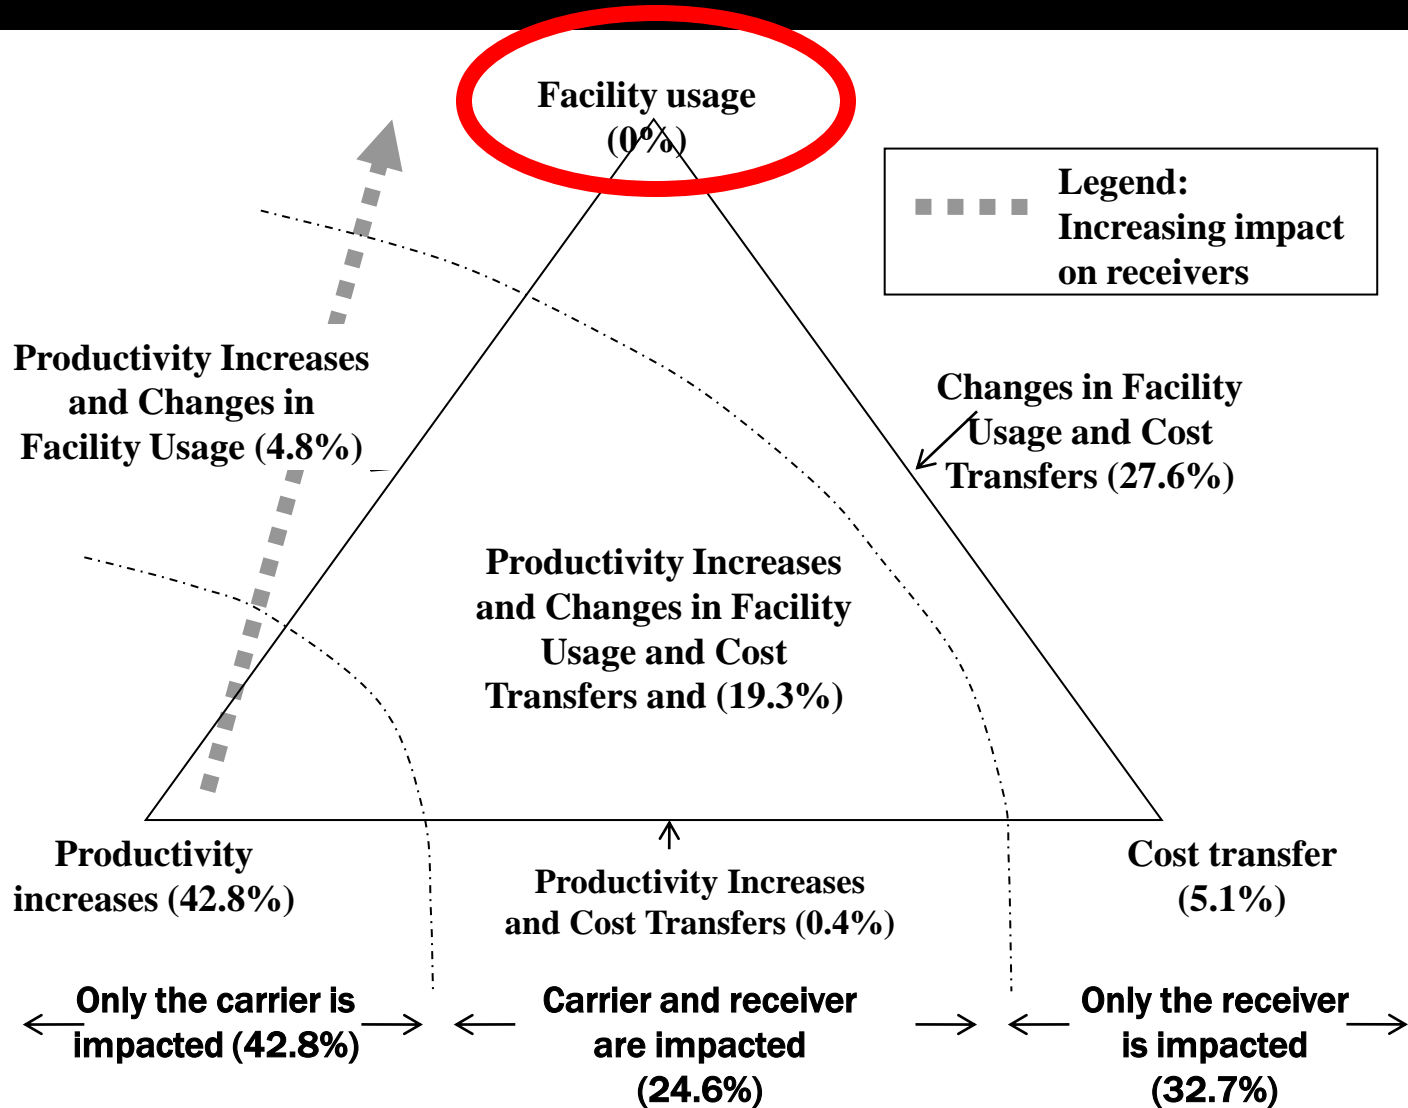 Facility usage
(0%)
Legend:
Increasing impact
on receivers
Productivity Increases
and Changes in
Facility Usage (4.8%)
Changes in Facility
Usage and Cost
Transfers (27.6%)
Productivity Increases
and Changes in Facility
Usage and Cost
Transfers and (19.3%)
Productivity
increases (42.8%)
Productivity Increases
and Cost Transfers (0.4%)
Cost transfer
(5.1%)
Only the carrier is
impacted (42.8%)
Carrier and receiver
are impacted
(24.6%)
Only the receiver
is impacted
(32.7%)